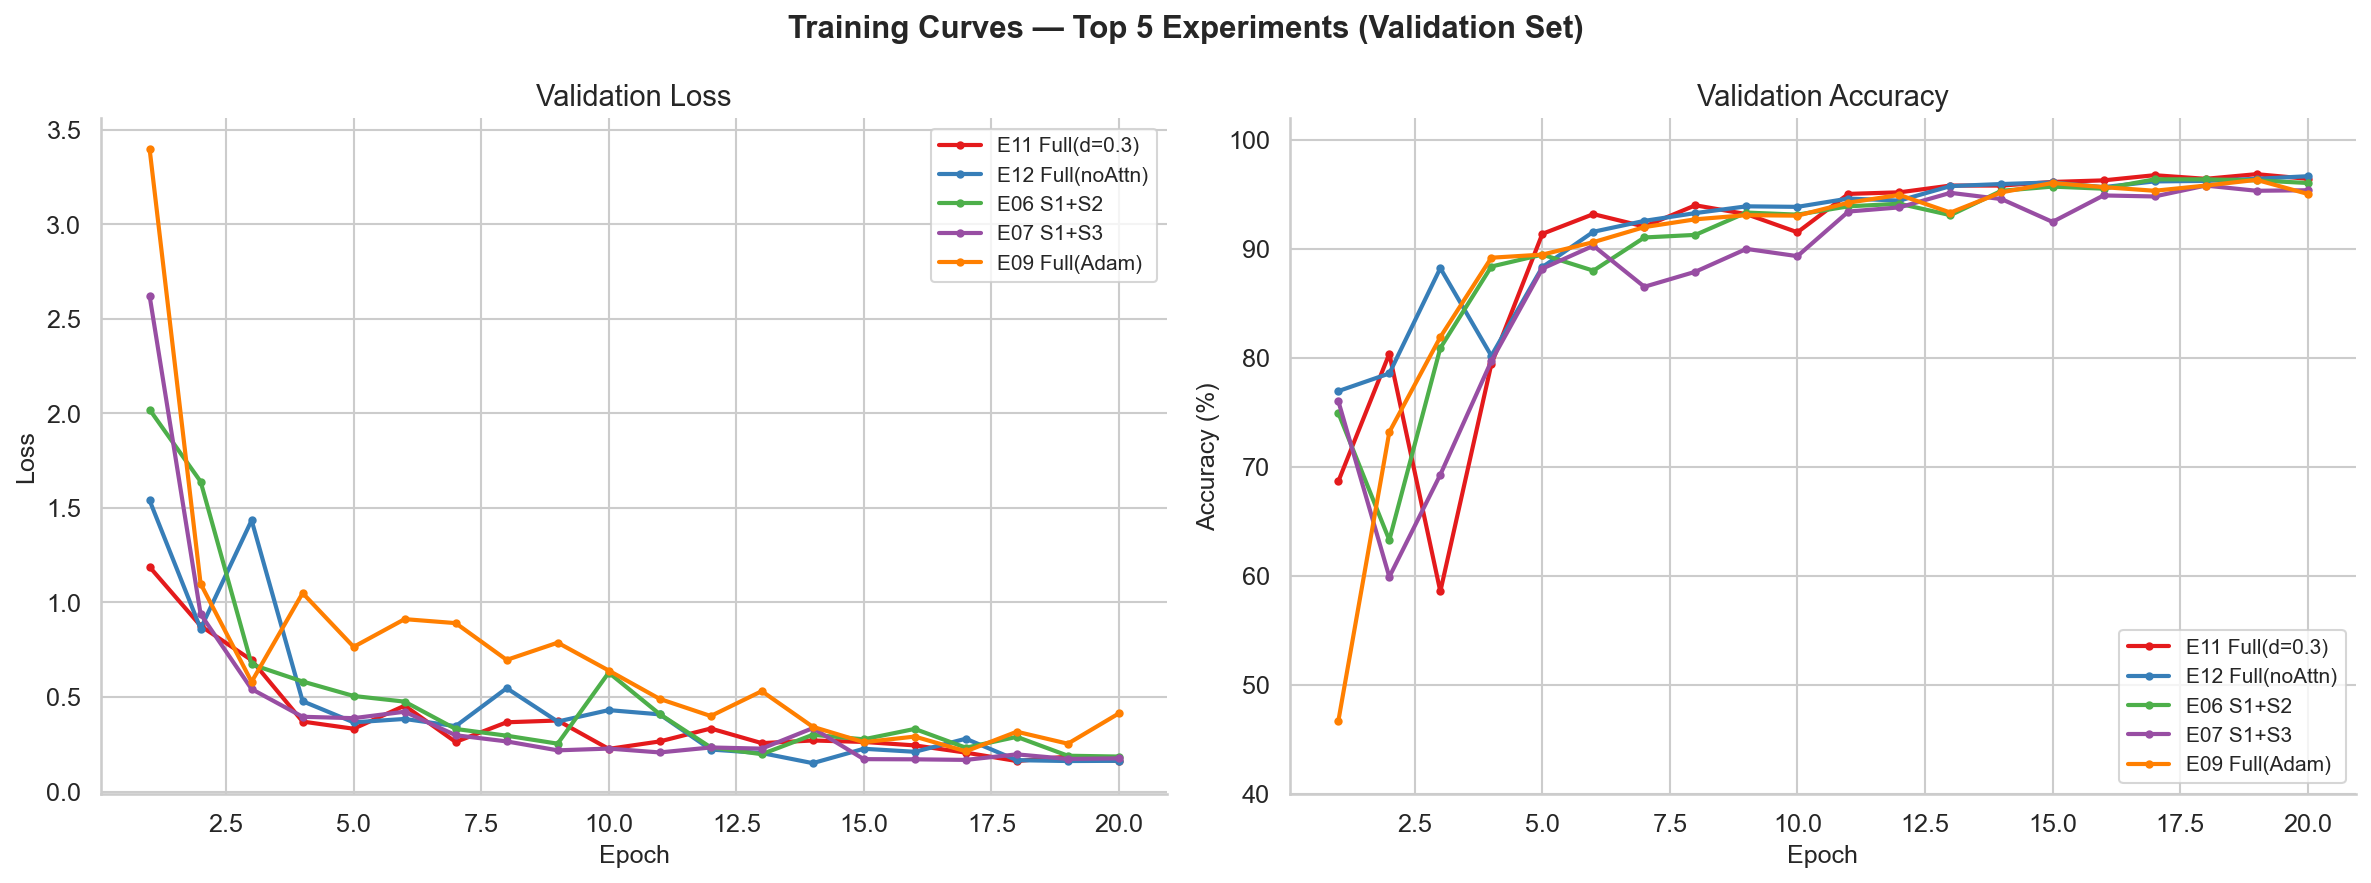 Training Curves — Top 5 Experiments (Validation Set)
Validation Loss
3.5
3.0
2.5
2.0
1.5
1.0
0.5
0.0
Loss
2.5 5.0 7.5 10.0 12.5 15.0 17.5 20.0
Epoch
E11 Full(d=0.3)
E12 Full(noAttn)
E06 S1+S2
E07 S1+S3
E09 Full(Adam)
Validation Accuracy
100
90
80
70
60
50
40
Accuracy (%)
2.5 5.0 7.5 10.0 12.5 15.0 17.5 20.0
Epoch
E11 Full(d=0.3)
E12 Full(noAttn)
E06 S1+S2
E07 S1+S3
E09 Full(Adam)